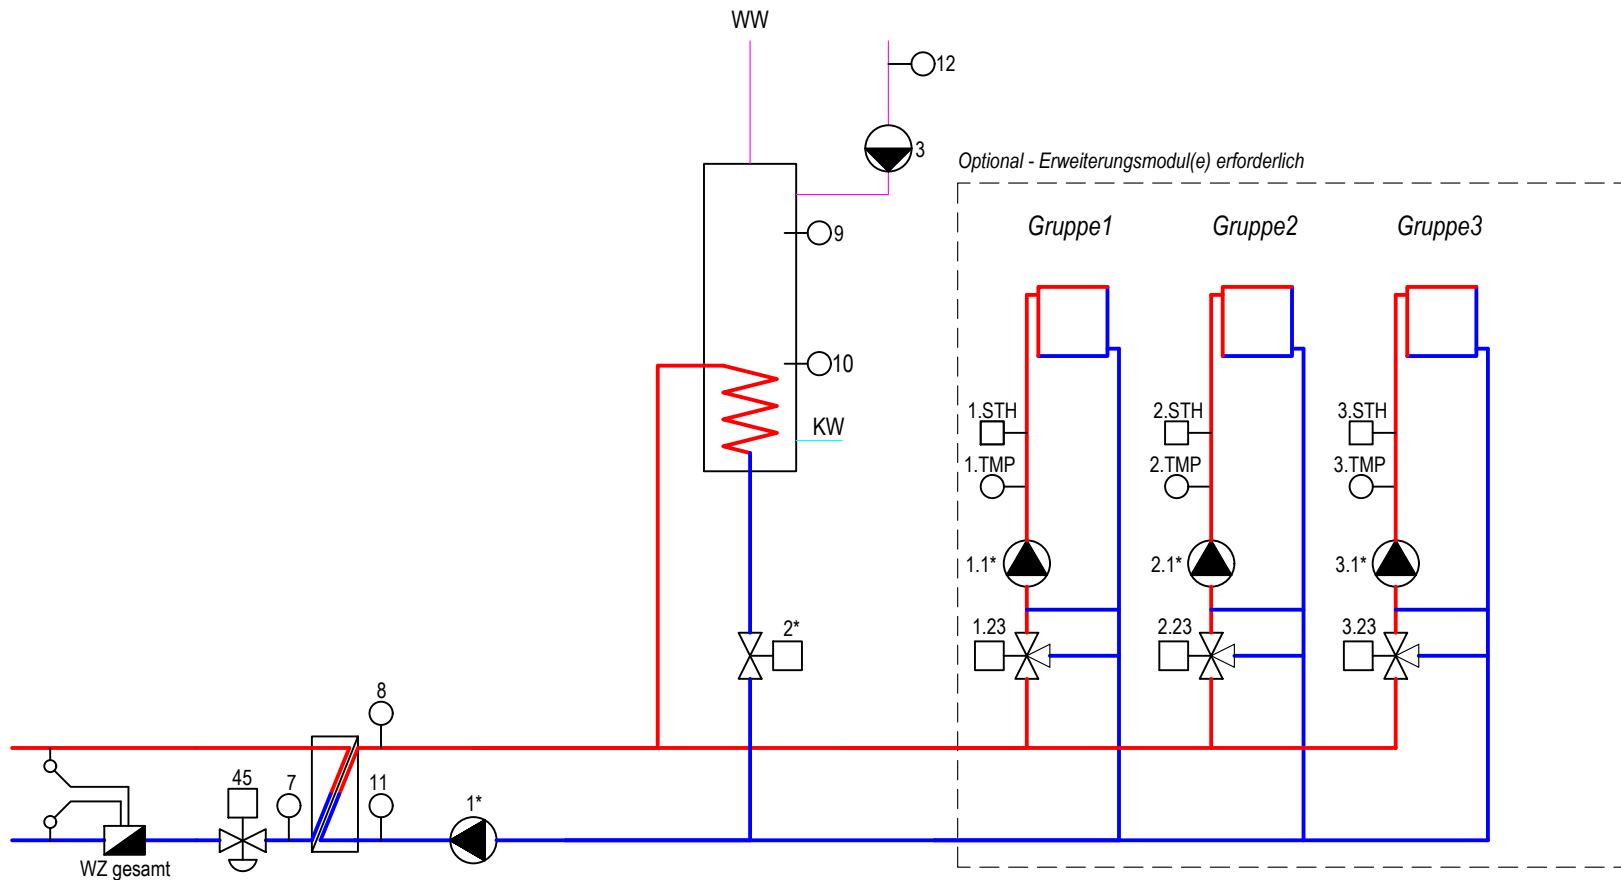 WW
12
3
Optional - Erweiterungsmodul(e) erforderlich
Gruppe1 Gruppe2 Gruppe3
9
10
KW
1.STH 2.STH 3.STH
1.TMP 2.TMP 3.TMP
1.1* 2.1* 3.1*
2* 1.23 2.23 3.23
8
45 7 11 1*
WZ gesamt